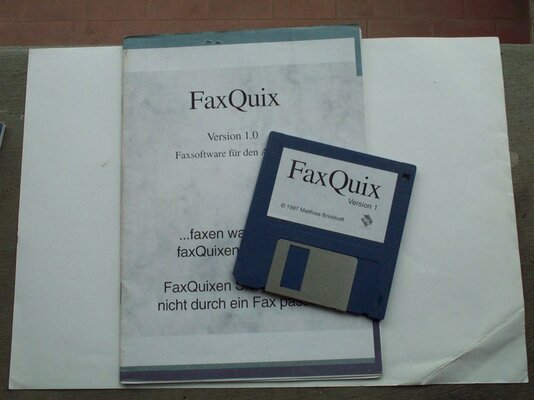 FaxQuix
Version 1.0
Faxsoftware für den
...faxen
faxQuixen
FaxQuixen
nicht durch ein Fax
FaxQuix
Version 1
© 1997 Matthias Brinkhoff